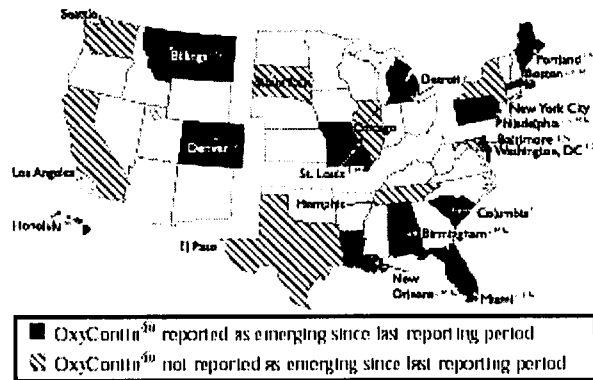 Seattle
Billings
Portland
Boston
Detroit
New York City
Philadelphia
Chicago
Baltimore
Denver
Washington, DC
Los Angeles
St. Louis
Memphis
Columbia
Honolulu
Birmingham
El Paso
New
Orleans
Miami
reported as emerging since last reporting period
not reported as emerging since last reporting period